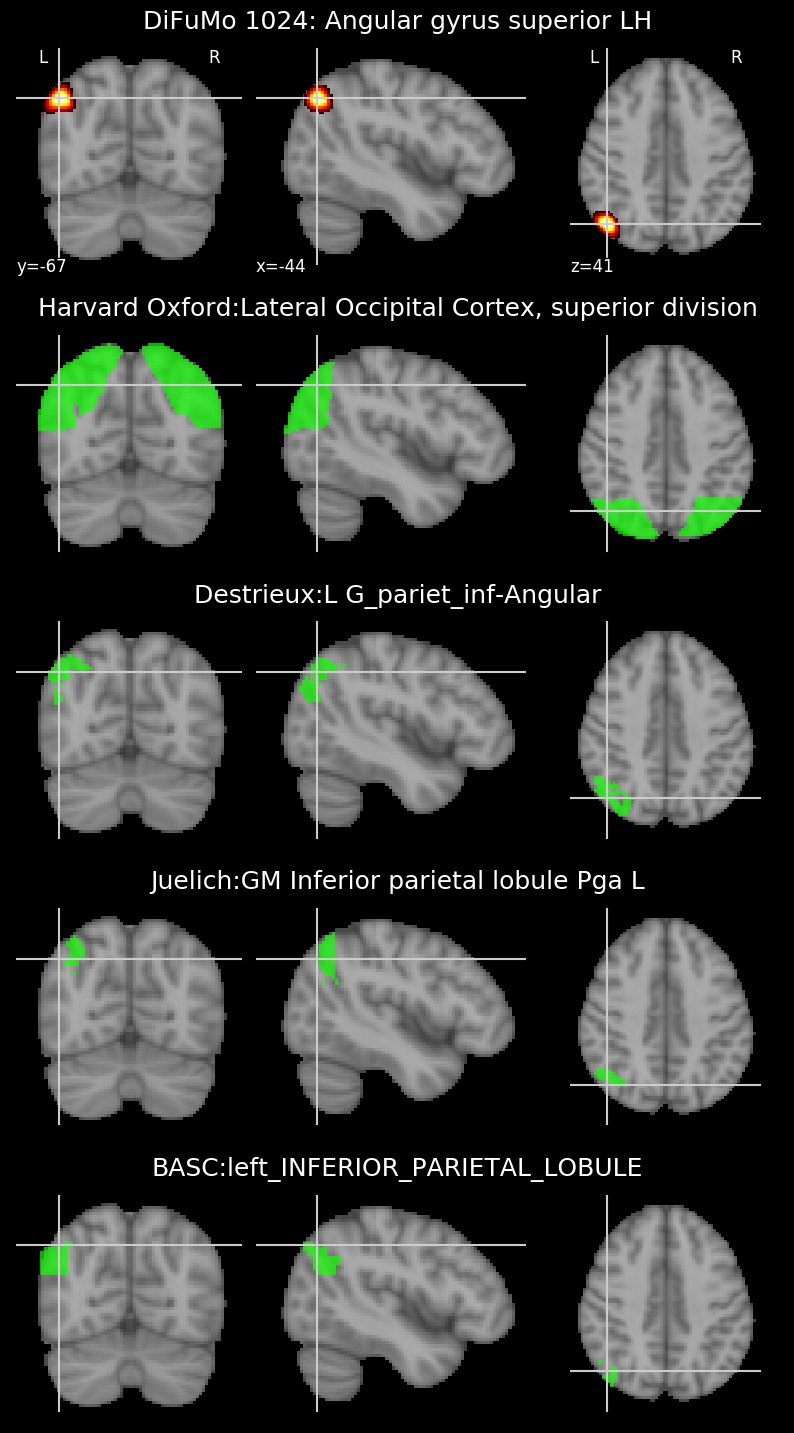 DiFuMo 1024: Angular gyrus superior LH
L R L R
y=-67 x=-44 z=41
Harvard Oxford:Lateral Occipital Cortex, superior division
Destrieux:L G_pariet_inf-Angular
Juelich:GM Inferior parietal lobule Pga L
BASC:left_INFERIOR_PARIETAL_LOBULE